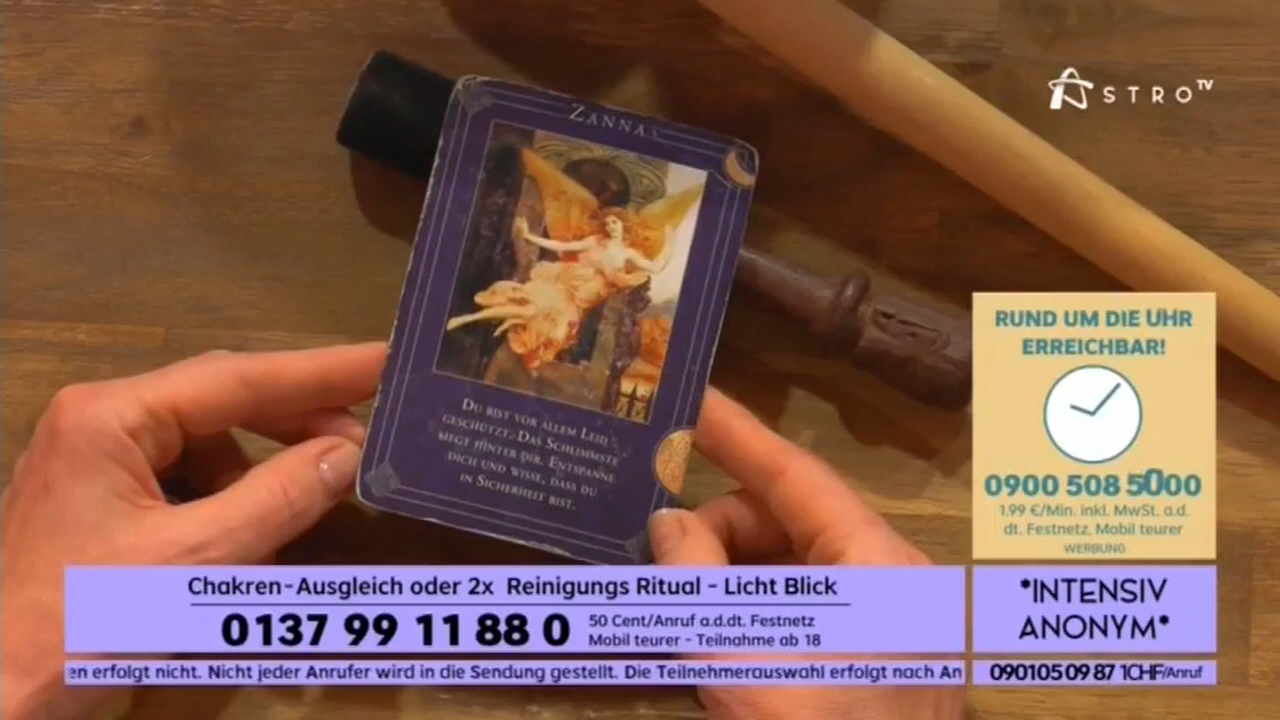 ASTRO TV
ZANNA
DU BIST VOR ALLEM LEID
GESCHÜTZT. DAS SCHLIMMSTE
LIEGT HINTER DIR. ENTSPANNE
DICH UND WISSE, DASS DU
IN SICHERHEIT BIST.
RUND UM DIE UHR
ERREICHBAR!
0900 508 5000
1,99 €/Min. inkl. MwSt, a.d.
dt. Festnetz, Mobil teurer
WERBUNG
Chakren-Ausgleich oder 2x Reinigungs Ritual - Licht Blick
0137 99 11 88 0
50 Cent/Anruf a.d.dt. Festnetz
Mobil teurer - Teilnahme ab 18
*INTENSIV
ANONYM*
en erfolgt nicht. Nicht jeder Anrufer wird in die Sendung gestellt. Die Teilnehmerauswahl erfolgt nach An
090105 09 87 1CHF/Anruf